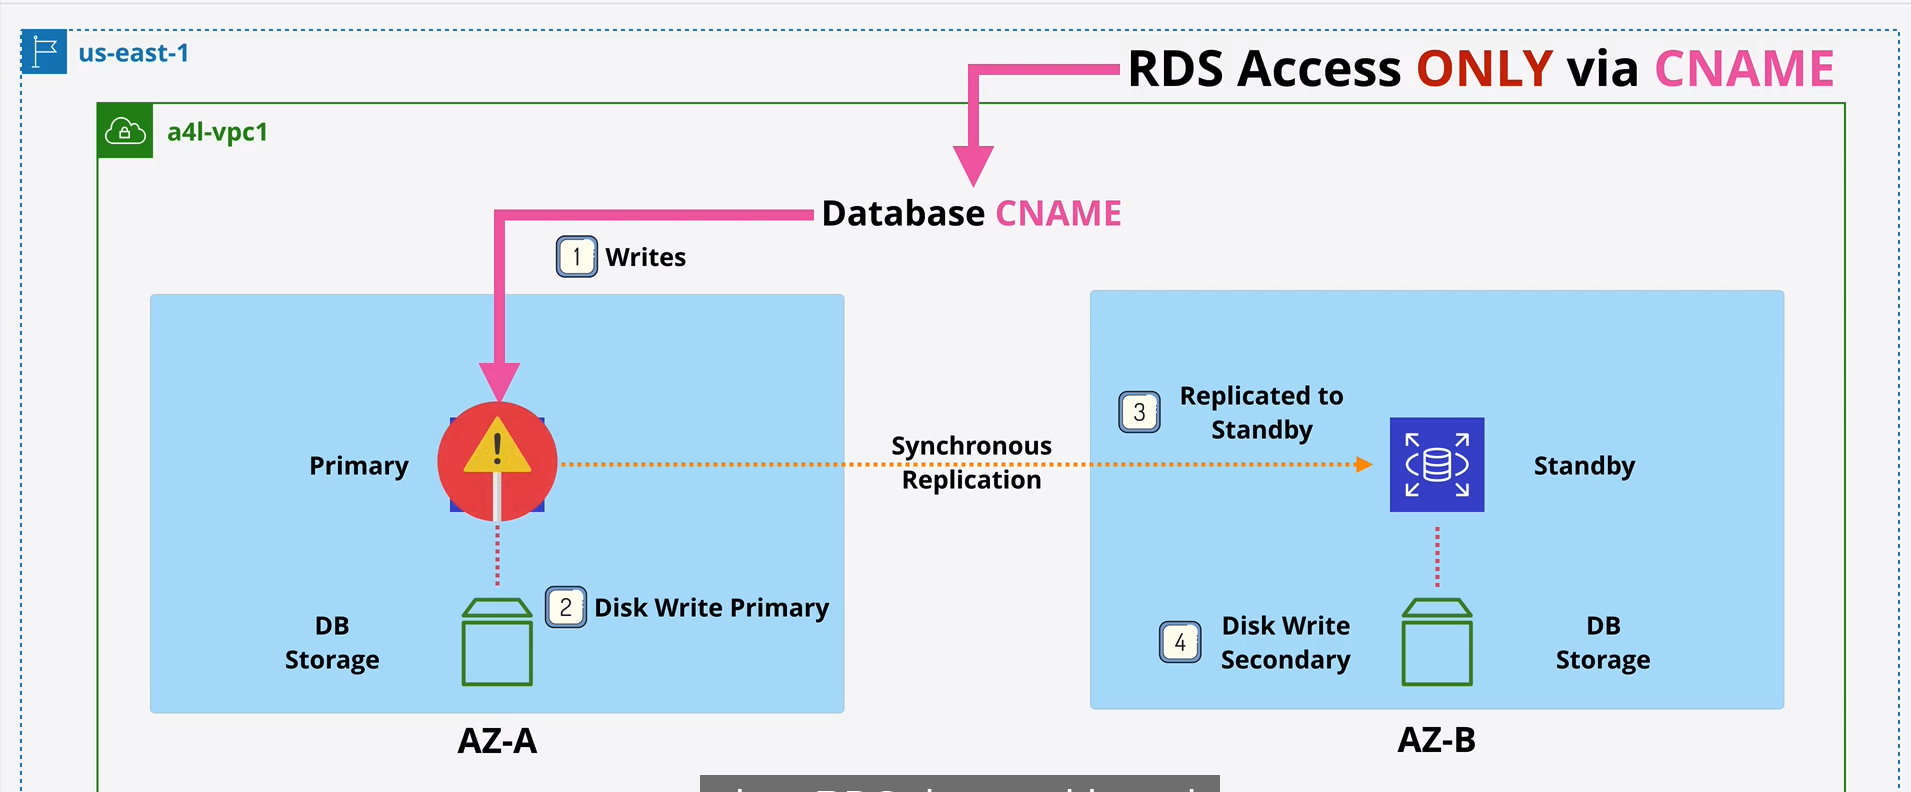 us-east-1
RDS Access ONLY via CNAME
a4l-vpc1
Database CNAME
1 Writes
3 Replicated to
Standby
Synchronous
Replication
Primary
Standby
2 Disk Write Primary
DB
Storage
4 Disk Write
Secondary
DB
Storage
AZ-A
AZ-B